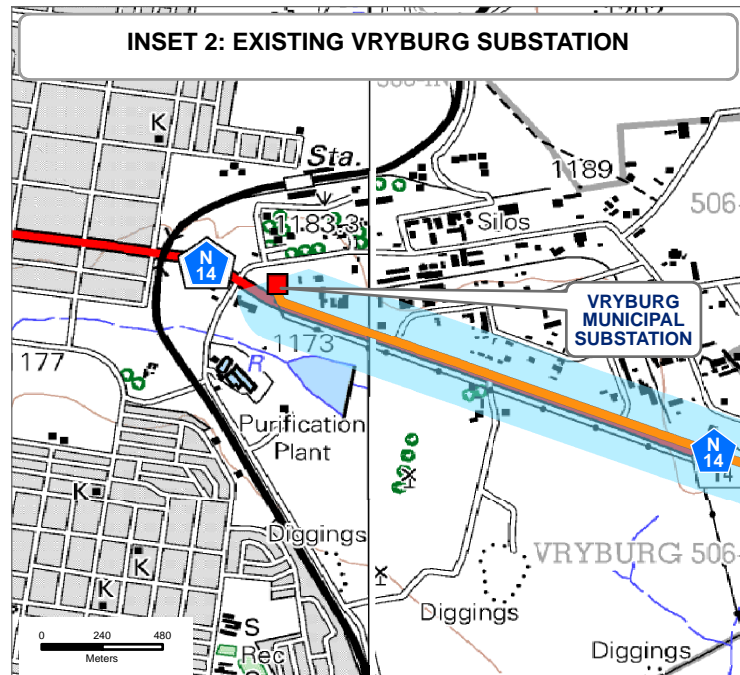 INSET 2: EXISTING VRYBURG SUBSTATION
K
Sta.
1189
506-
1183·3
Silos
N
14
VRYBURG
MUNICIPAL
SUBSTATION
177
1173
R
Purification
Plant
N
14
14
K
Diggings
VRYBURG 506-
K
K
Diggings
Diggings
0 240 480
Meters
S
Rec